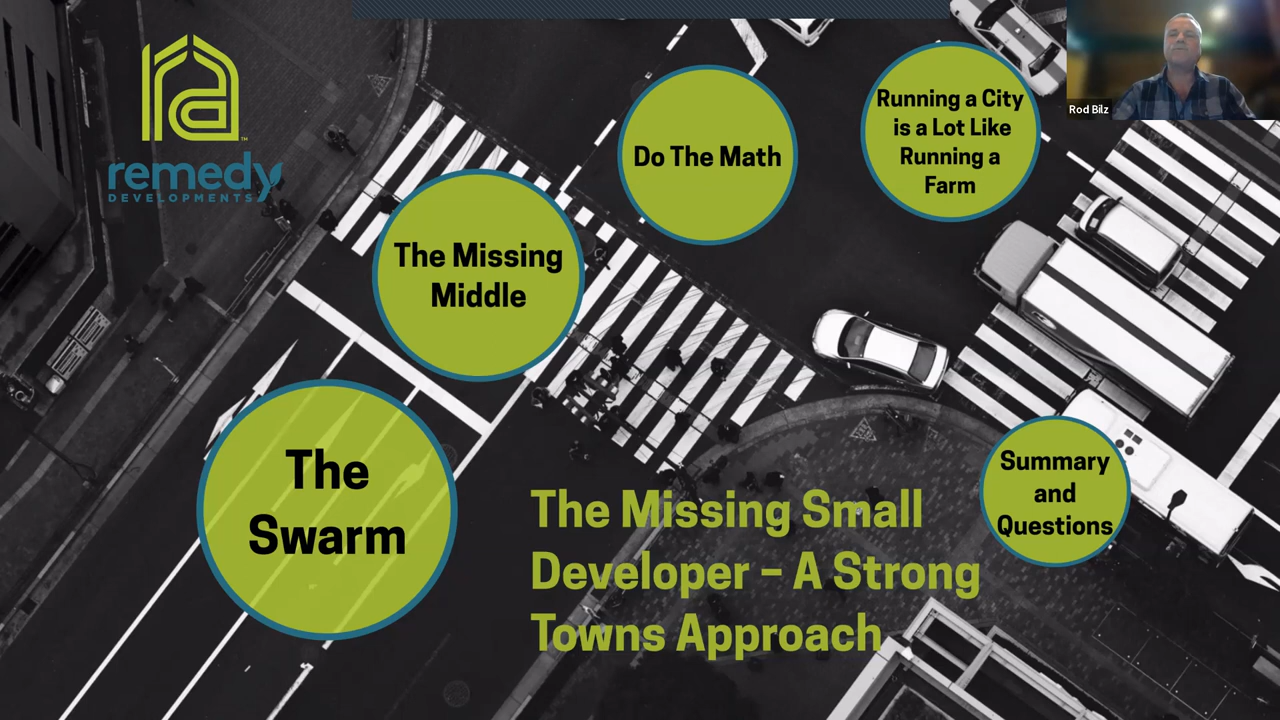 remedy
DEVELOPMENTS
™
Do The Math
Running a City
is a Lot Like
Running a
Farm
Rod Bilz
The Missing
Middle
The
Swarm
The Missing Small
Developer – A Strong
Towns Approach
Summary
and
Questions